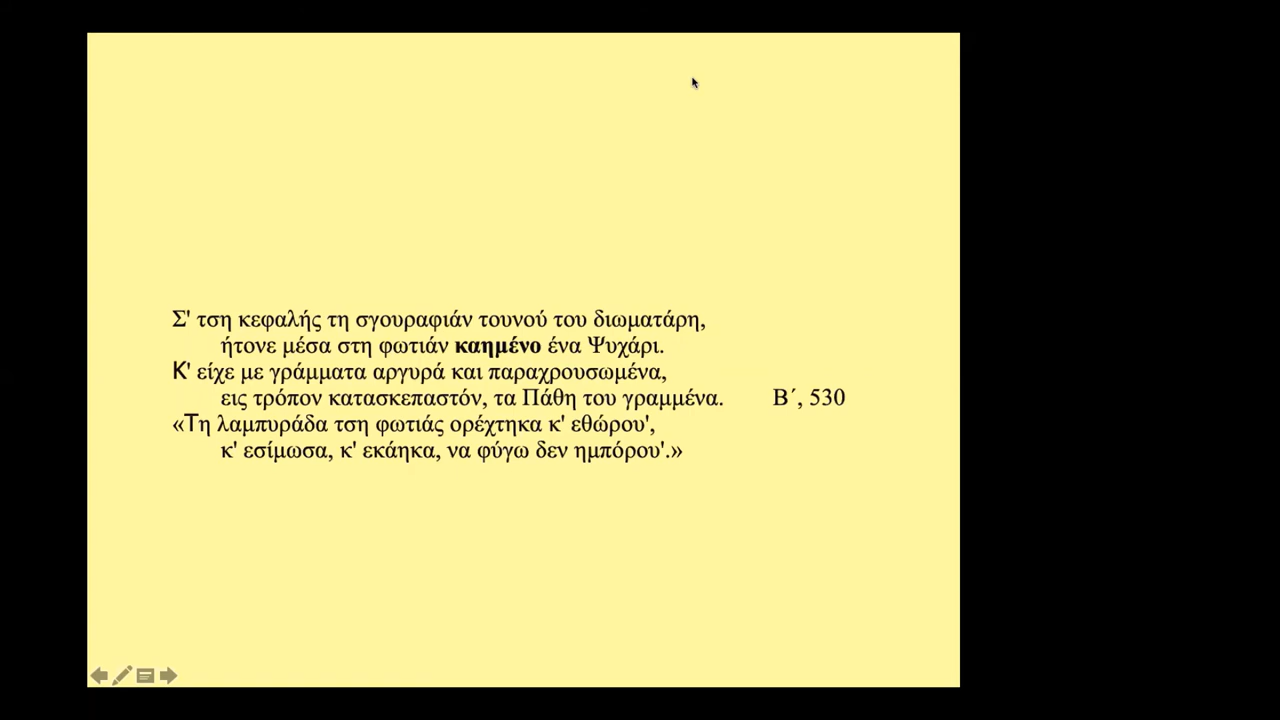 Σ' τση κεφαλής τη σγουραφιάν τουνού του διωματάρη,
ήτονε μέσα στη φωτιάν καημένο ένα Ψυχάρι.
Κ' είχε με γράμματα αργυρά και παραχρουσωμένα,
εις τρόπον κατασκεπαστόν, τα Πάθη του γραμμένα. Β΄, 530
«Τη λαμπυράδα τση φωτιάς ορέχτηκα κ' εθώρου',
κ' εσίμωσα, κ' εκάηκα, να φύγω δεν ημπόρου'.»